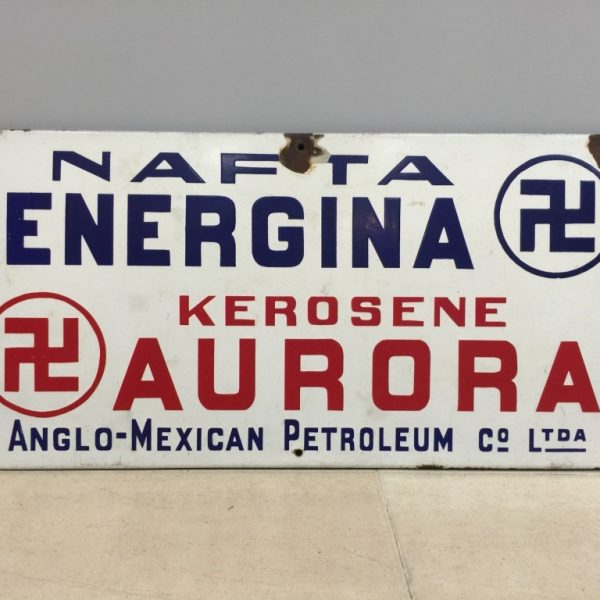 NAFTA
ENERGINA
KEROSENE
AURORA
ANGLO-MEXICAN PETROLEUM Cº LTDA